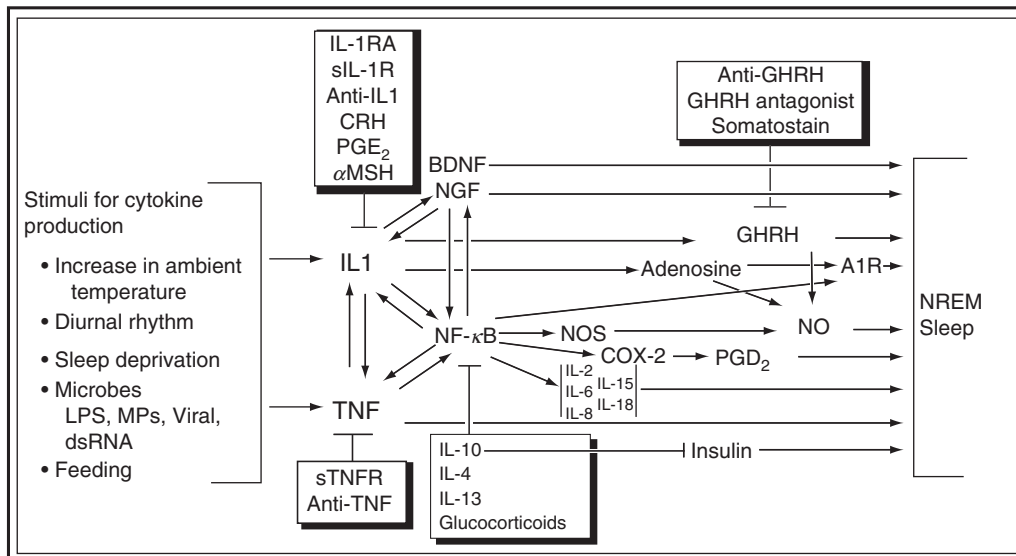 IL-1RA
sIL-1R
Anti-IL1
CRH
PGE2
αMSH
Anti-GHRH
GHRH antagonist
Somatostain
Stimuli for cytokine
production
• Increase in ambient
temperature
• Diurnal rhythm
• Sleep deprivation
• Microbes
LPS, MPs, Viral,
dsRNA
• Feeding
BDNF
NGF
IL1
GHRH
Adenosine
A1R
NF-κB
NOS
NO
COX-2
PGD2
IL-2
IL-6 IL-15
IL-8 IL-18
TNF
Insulin
NREM
Sleep
sTNFR
Anti-TNF
IL-10
IL-4
IL-13
Glucocorticoids